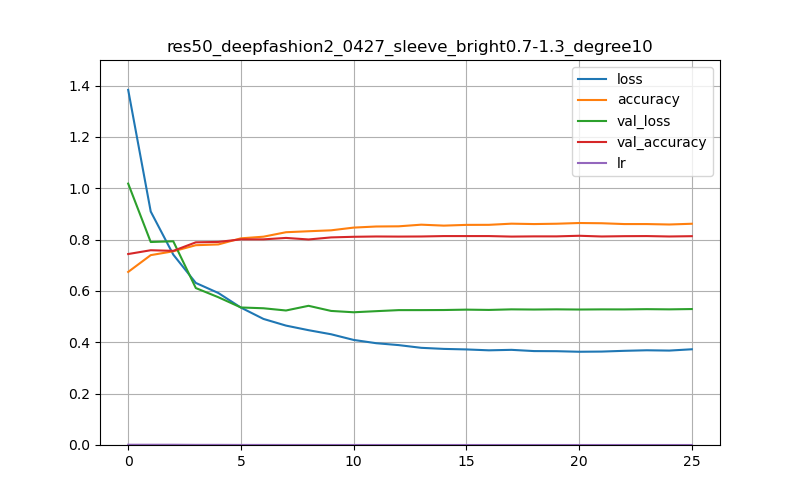 res50_deepfashion2_0427_sleeve_bright0.7-1.3_degree10
1.4
1.2
1.0
0.8
0.6
0.4
0.2
0.0
0 5 10 15 20 25
loss
accuracy
val_loss
val_accuracy
lr